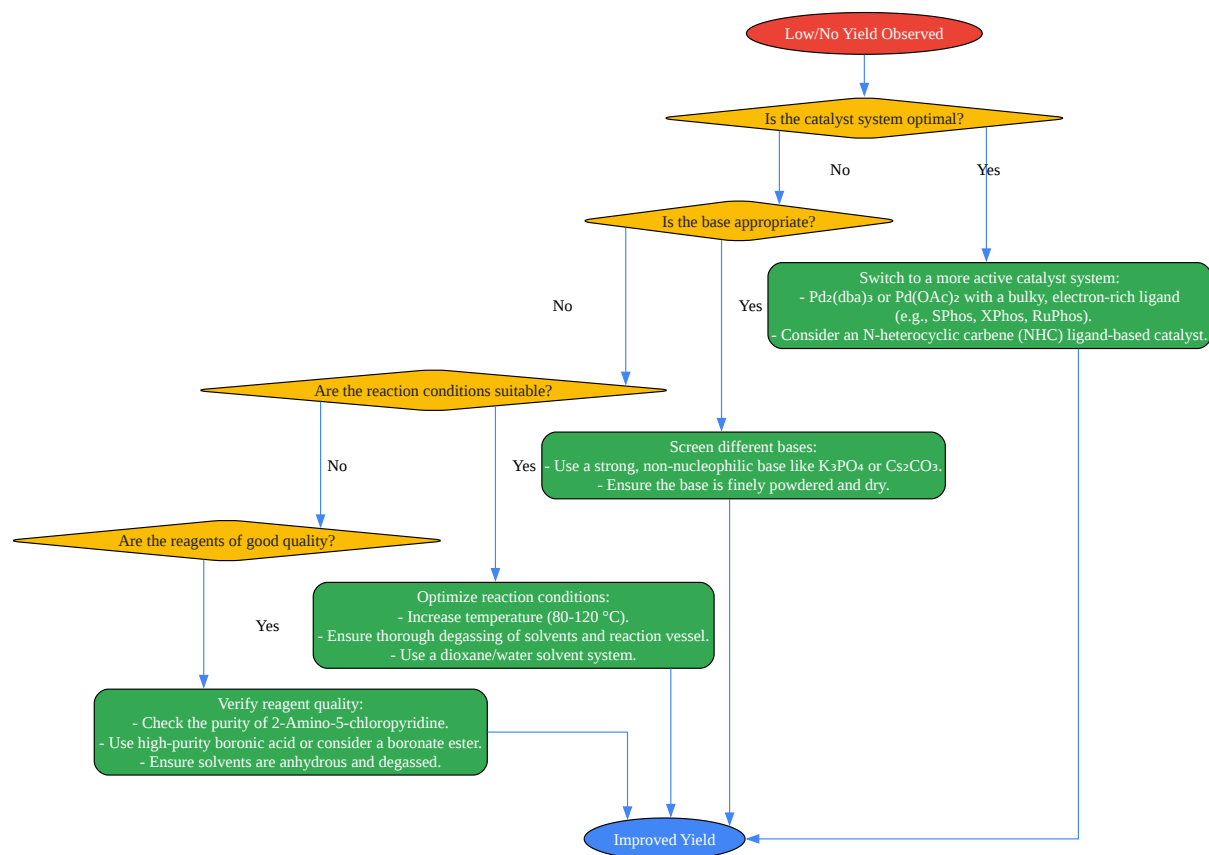 Low/No Yield Observed
Is the catalyst system optimal?
No
Yes
Is the base appropriate?
Switch to a more active catalyst system:
- Pd₂(dba)₃ or Pd(OAc)₂ with a bulky, electron-rich ligand
(e.g., SPhos, XPhos, RuPhos).
- Consider an N-heterocyclic carbene (NHC) ligand-based catalyst.
No
Yes
Are the reaction conditions suitable?
Screen different bases:
- Use a strong, non-nucleophilic base like K₃PO₄ or Cs₂CO₃.
- Ensure the base is finely powdered and dry.
No
Yes
Are the reagents of good quality?
Optimize reaction conditions:
- Increase temperature (80-120 °C).
- Ensure thorough degassing of solvents and reaction vessel.
- Use a dioxane/water solvent system.
Yes
Verify reagent quality:
- Check the purity of 2-Amino-5-chloropyridine.
- Use high-purity boronic acid or consider a boronate ester.
- Ensure solvents are anhydrous and degassed.
Improved Yield